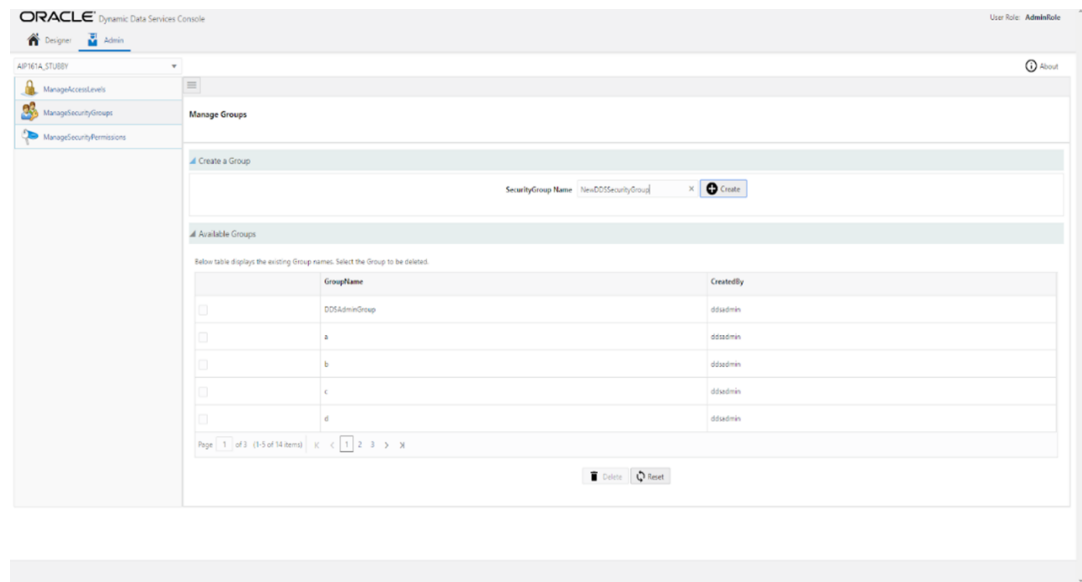 ORACLE® Dynamic Data Services Console
User Role: AdminRole
Designer Admin
AIP161A_STUBBY
About
ManageAccessLevels
ManageSecurityGroups
ManageSecurityPermissions
Manage Groups
Create a Group
SecurityGroup Name NewDDSSecurityGroup × Create
Available Groups
Below table displays the existing Group names. Select the Group to be deleted.
GroupName CreatedBy
DDSAdminGroup ddsadmin
a ddsadmin
b ddsadmin
c ddsadmin
d ddsadmin
Page 1 of 3 (1-5 of 14 items) K < 1 2 3 > X
Delete Reset